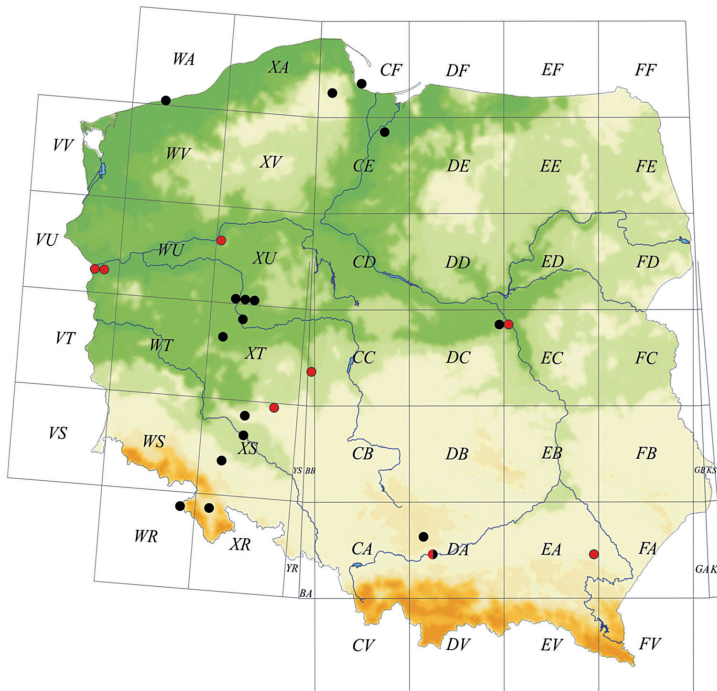 WA XA CF DF EF FF
VV WV XV CE DE EE FE
VU WU XU CD DD ED FD
VT WT XT CC DC EC FC
VS WS XS YS BB CB DB EB FB GB KS
WR XR YR BA CA DA EA FA GA K
CV DV EV FV